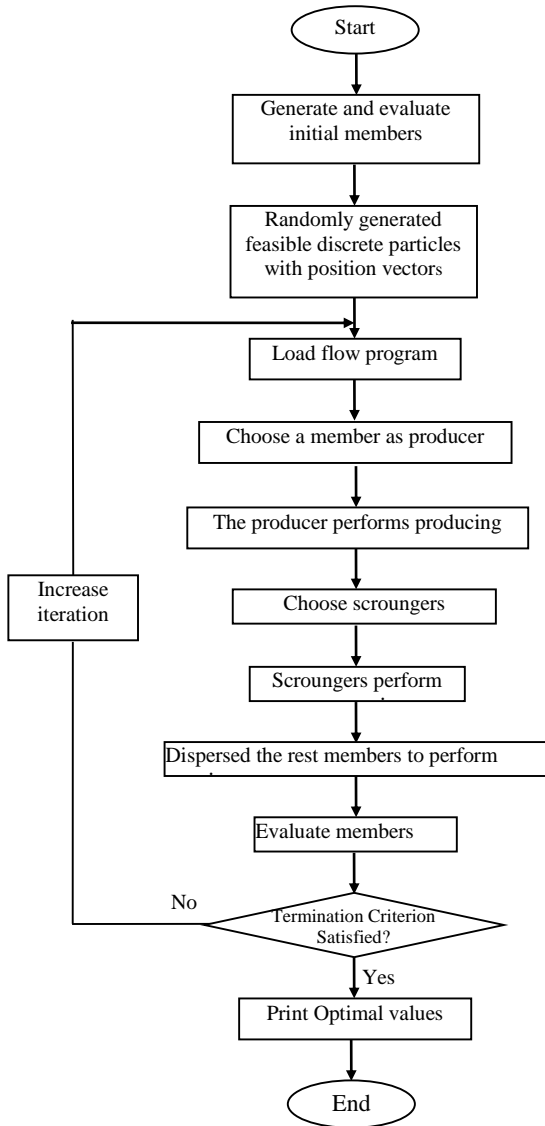 Start
Generate and evaluate
initial members
Randomly generated
feasible discrete particles
with position vectors
Load flow program
Choose a member as producer
The producer performs producing
Increase
iteration
Choose scroungers
Scroungers perform
Dispersed the rest members to perform
Evaluate members
No
Termination Criterion
Satisfied?
Yes
Print Optimal values
End